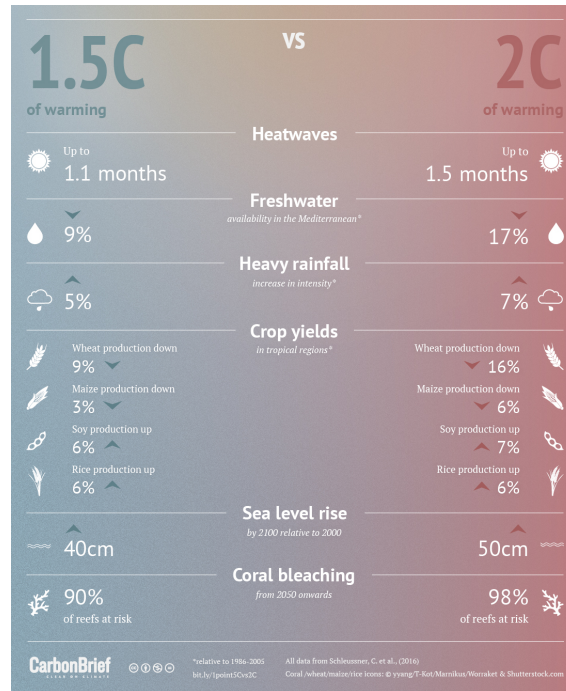 1.5C VS 2C
of warming of warming
Heatwaves
Up to Up to
1.1 months 1.5 months
Freshwater
availability in the Mediterranean*
9% 17%
Heavy rainfall
increase in intensity*
5% 7%
Crop yields
in tropical regions*
Wheat production down Wheat production down
9% 16%
Maize production down Maize production down
3% 6%
Soy production up Soy production up
6% 7%
Rice production up Rice production up
6% 6%
Sea level rise
by 2100 relative to 2000
40cm 50cm
Coral bleaching
from 2050 onwards
90% 98%
of reefs at risk of reefs at risk
CarbonBrief
CLEAR ON CLIMATE
*relative to 1986-2005 All data from Schleussner, C. et al., (2016)
bit.ly/1point5Cvs2C Coral /wheat/maize/rice icons: © yyang/T-Kot/Marnikus/Worraket & Shutterstock.com